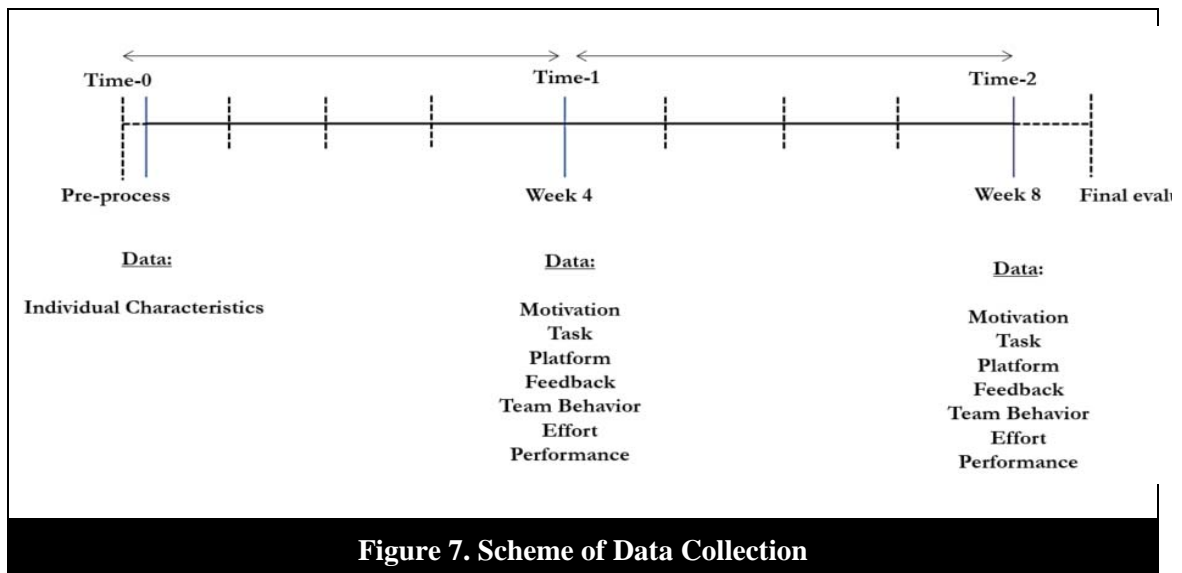 Time-0
Time-1
Time-2
Pre-process
Week 4
Week 8
Final
Data:
Individual Characteristics
Data:
Motivation
Task
Platform
Feedback
Team Behavior
Effort
Performance
Data:
Motivation
Task
Platform
Feedback
Team Behavior
Effort
Performance
Figure 7. Scheme of Data Collection